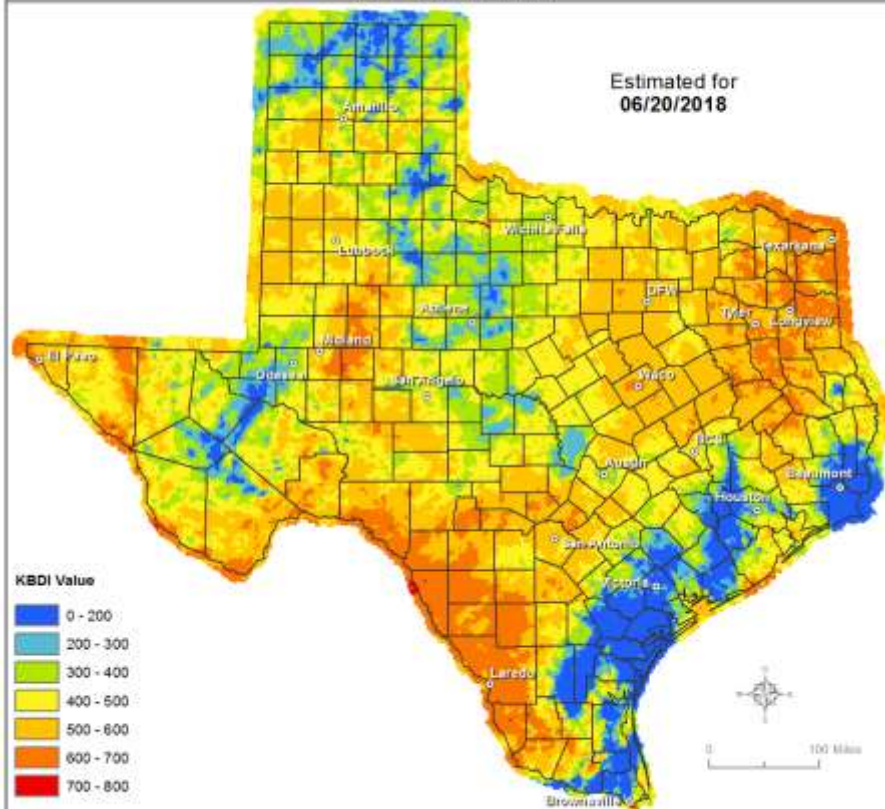 Estimated for
06/20/2018
Amarillo
Wichita Falls
Lubbock
Texarkana
DFW
Abilene
Tyler
Longview
Midland
El Paso
Odessa
San Angelo
Waco
BCS
Austin
Beaumont
Houston
San Antonio
Victoria
KBDI Value
0 - 200
200 - 300
300 - 400
400 - 500
500 - 600
600 - 700
700 - 800
Laredo
0 100 Miles
Brownsville